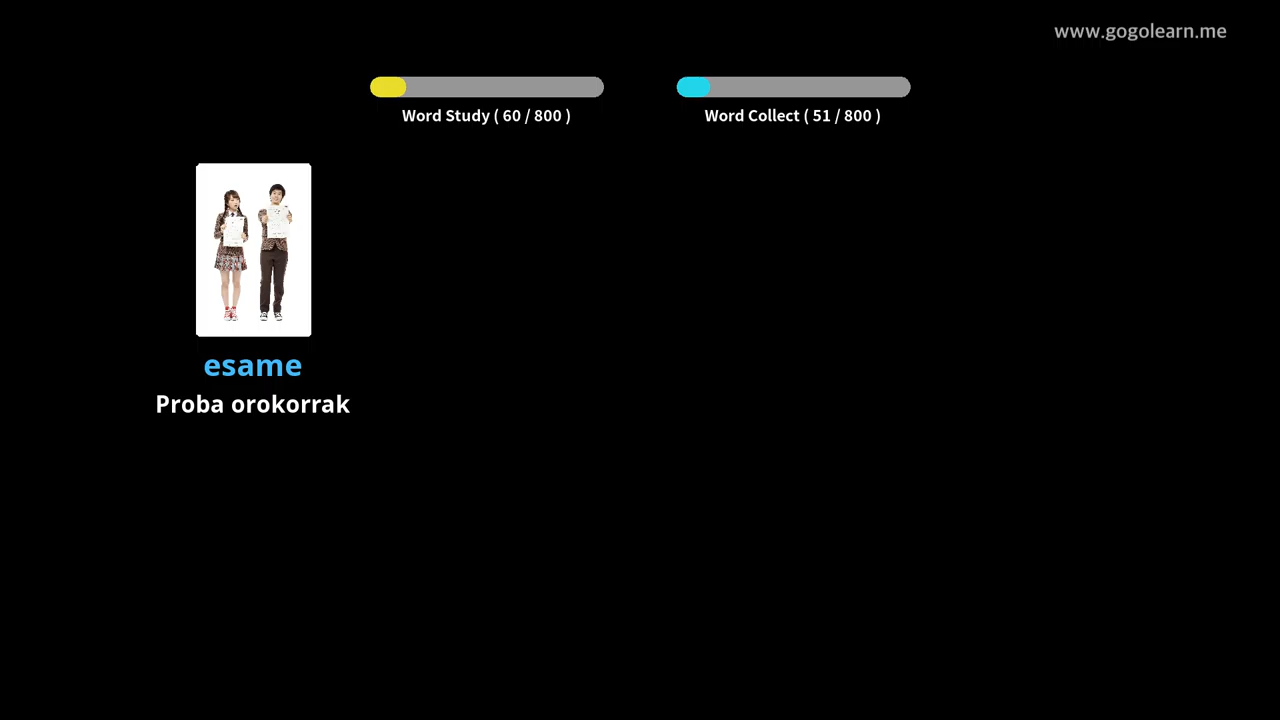 www.gogolearn.me
Word Study ( 60 / 800 )
Word Collect ( 51 / 800 )
esame
Proba orokorrak